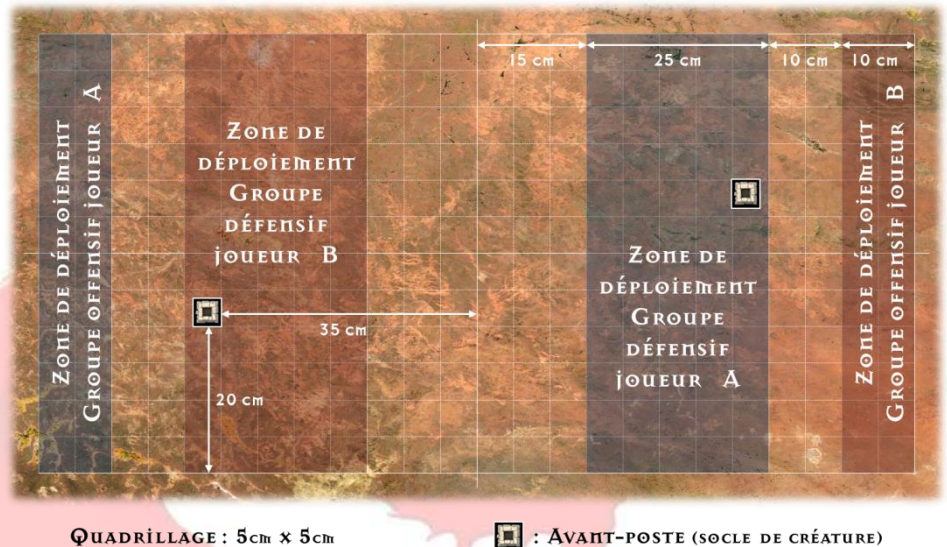 Zone de déploiement
Groupe offensif joueur A
Zone de
déploiement
Groupe
défensif
joueur B
35 cm
20 cm
15 cm
25 cm
10 cm
10 cm
Zone de
déploiement
Groupe
défensif
joueur A
Zone de déploiement
Groupe offensif joueur B
Quadrillage : 5cm x 5cm
: Avant-poste (socle de créature)